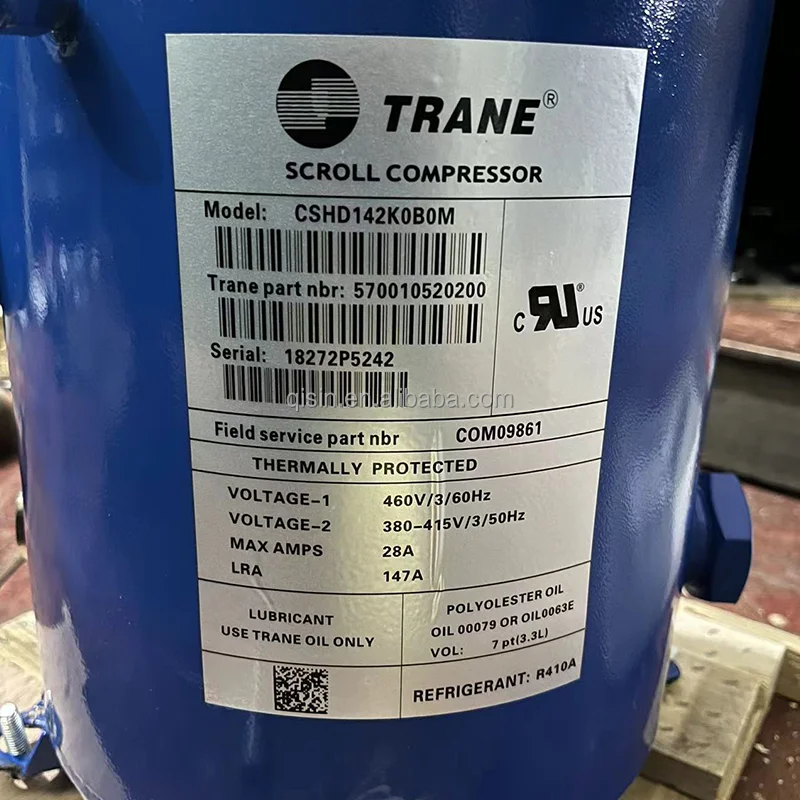 TRANE®
SCROLL COMPRESSOR
Model: CSHD142K0B0M
Trane part nbr: 570010520200
Serial: 18272P5242
C RU® US
qisin.en.alibaba.com
Field service part nbr COM09861
THERMALLY PROTECTED
VOLTAGE-1 460V/3/60Hz
VOLTAGE-2 380-415V/3/50Hz
MAX AMPS 28A
LRA 147A
LUBRICANT
USE TRANE OIL ONLY
POLYOLESTER OIL
OIL 00079 OR OIL0063E
VOL: 7 pt(3.3L)
REFRIGERANT: R410A